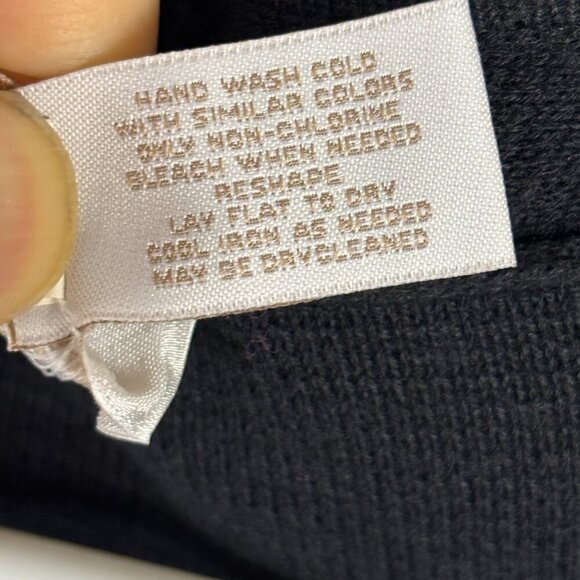 HAND WASH COLD
WITH SIMILAR COLORS
ONLY NON-CHLORINE
BLEACH WHEN NEEDED
RESHAPE
LAY FLAT TO DRY
COOL IRON AS NEEDED
MAY BE DRYCLEANED